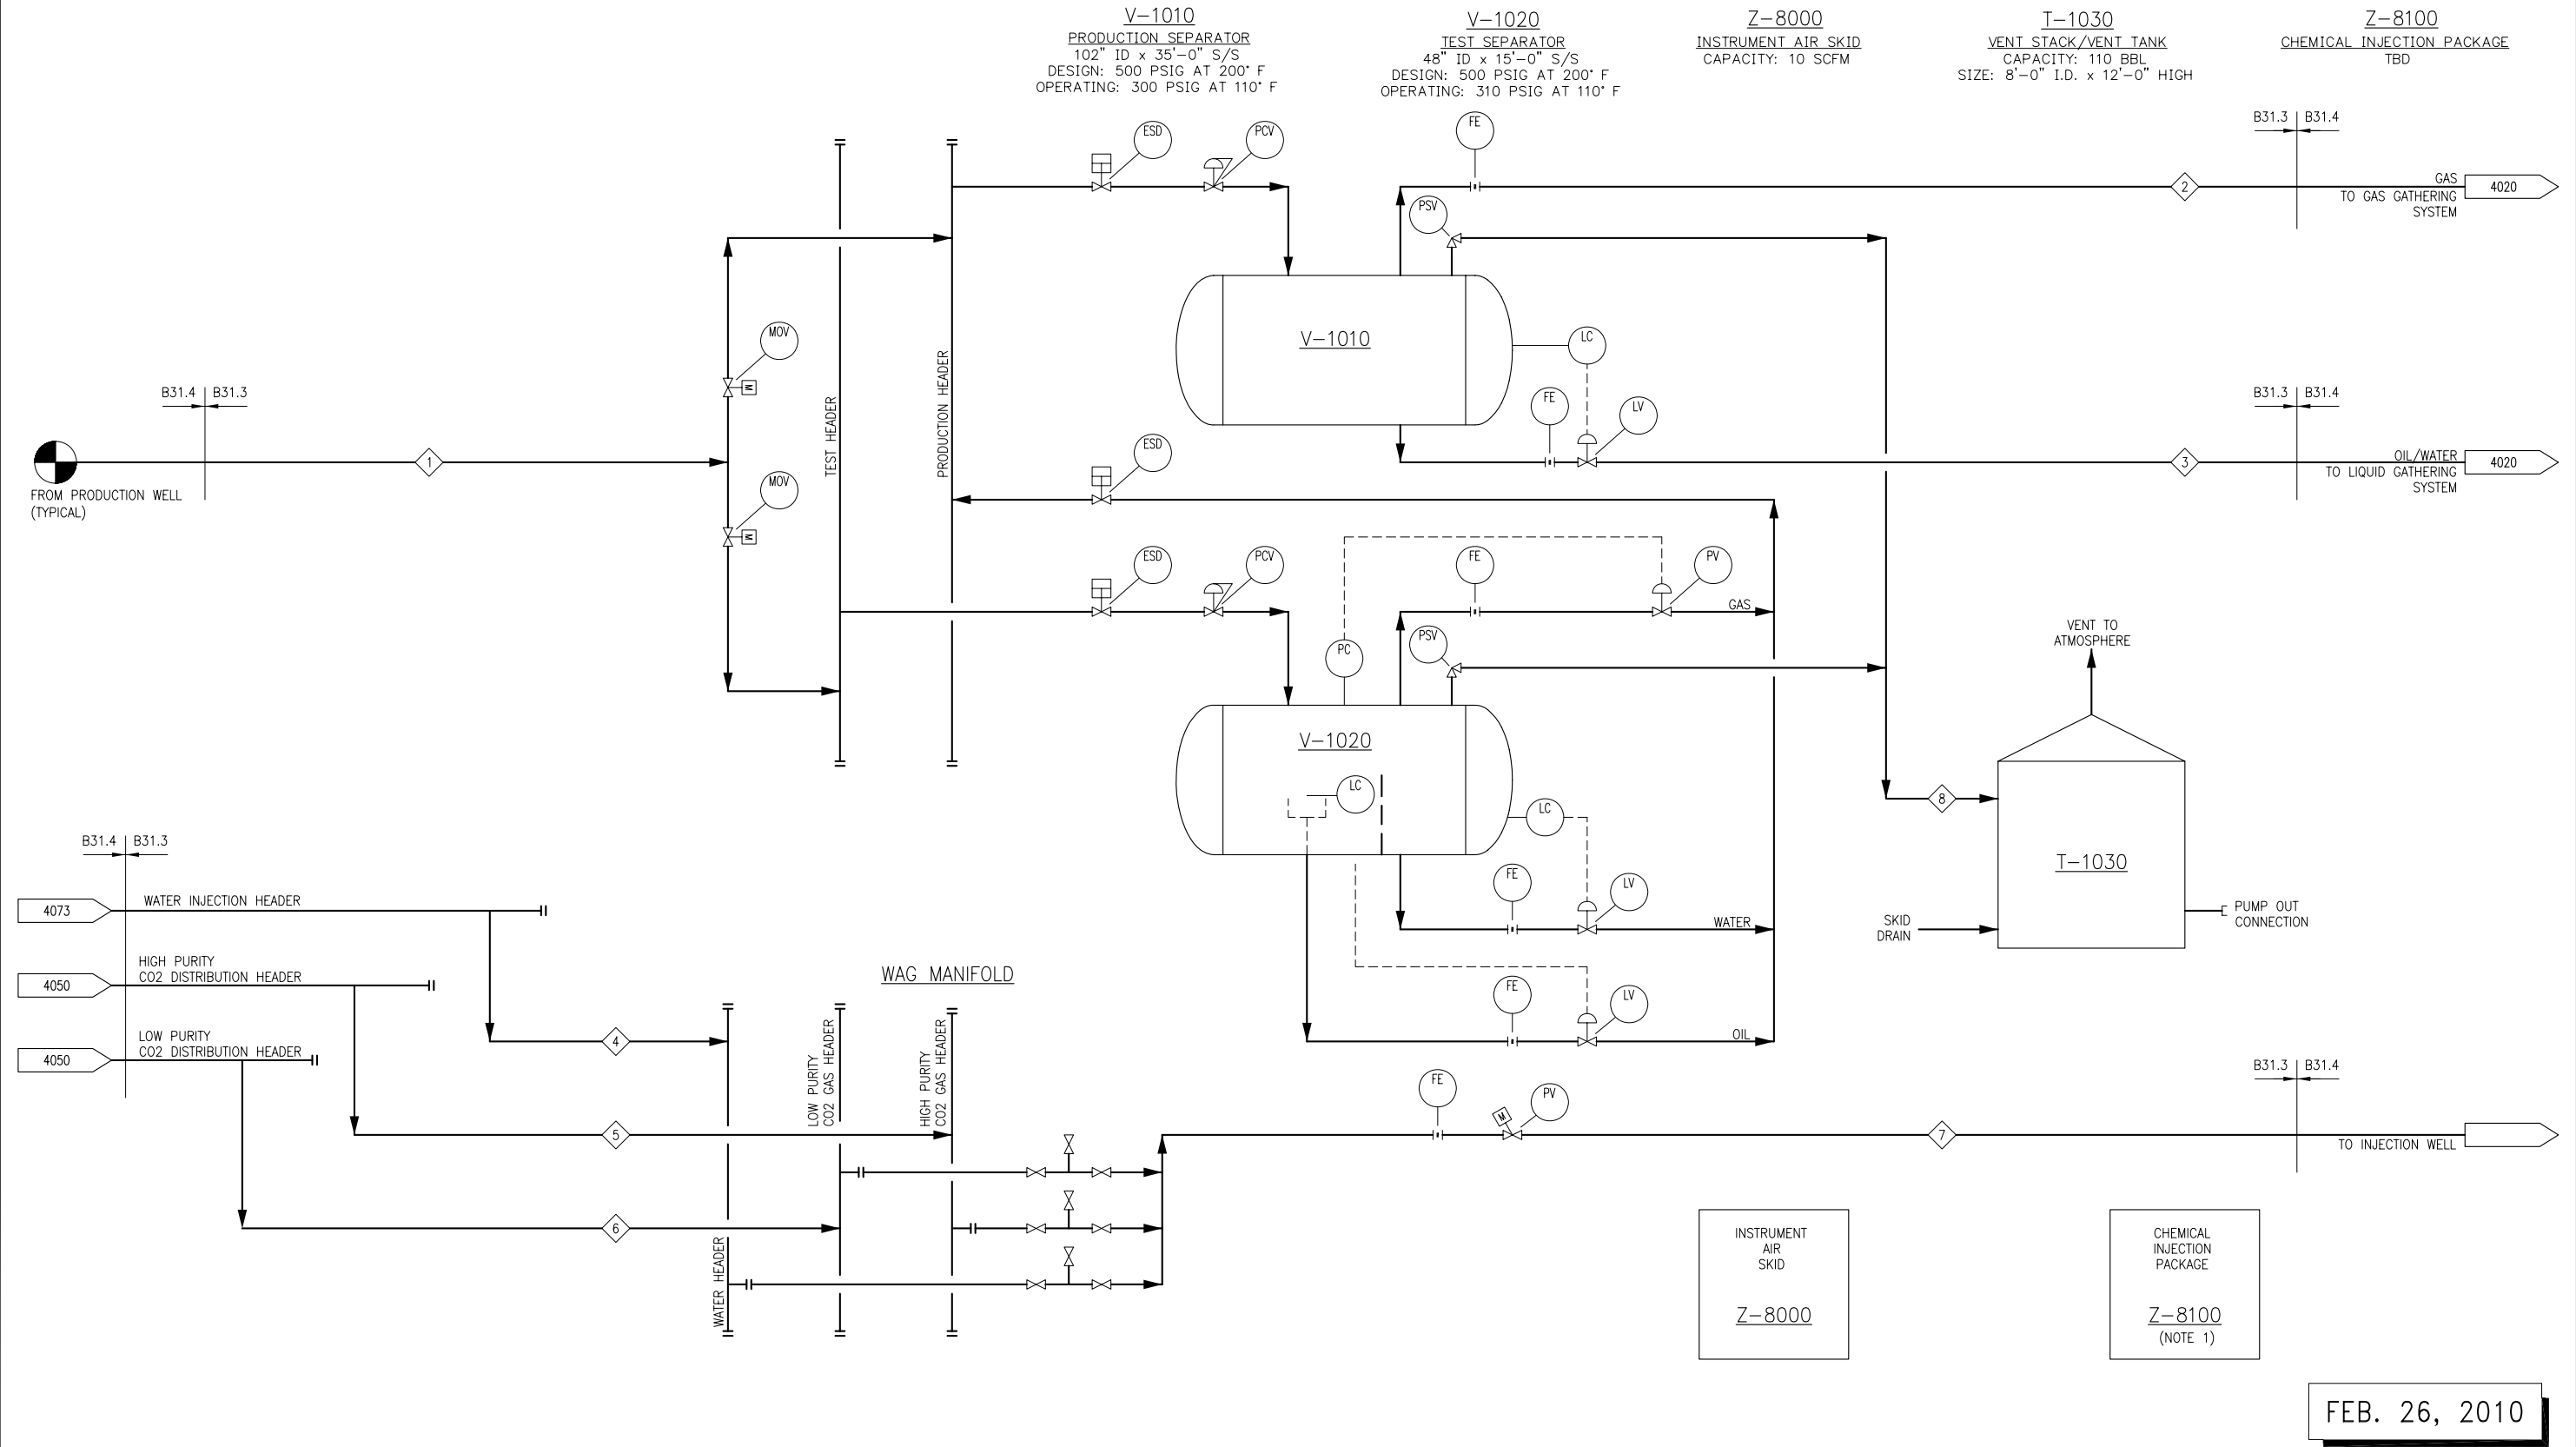 V-1010
PRODUCTION SEPARATOR
102" ID x 35'-0" S/S
DESIGN: 500 PSIG AT 200° F
OPERATING: 300 PSIG AT 110° F
V-1020
TEST SEPARATOR
48" ID x 15'-0" S/S
DESIGN: 500 PSIG AT 200° F
OPERATING: 310 PSIG AT 110° F
Z-8000
INSTRUMENT AIR SKID
CAPACITY: 10 SCFM
T-1030
VENT STACK/VENT TANK
CAPACITY: 110 BBL
SIZE: 8'-0" I.D. x 12'-0" HIGH
Z-8100
CHEMICAL INJECTION PACKAGE
TBD
ESD
PCV
FE
B31.3
B31.4
2
GAS
TO GAS GATHERING
SYSTEM
4020
PSV
MOV
V-1010
LC
FE
LV
B31.4
B31.3
1
FROM PRODUCTION WELL
(TYPICAL)
MOV
TEST HEADER
PRODUCTION HEADER
B31.3
B31.4
3
OIL/WATER
TO LIQUID GATHERING
SYSTEM
4020
ESD
M
M
ESD
PCV
FE
PV
GAS
PC
PSV
V-1020
LC
LC
VENT TO
ATMOSPHERE
8
T-1030
SKID
DRAIN
PUMP OUT
CONNECTION
FE
LV
WATER
FE
LV
OIL
B31.4
B31.3
4073
WATER INJECTION HEADER
4050
HIGH PURITY
CO2 DISTRIBUTION HEADER
4050
LOW PURITY
CO2 DISTRIBUTION HEADER
WAG MANIFOLD
4
5
6
LOW PURITY
CO2 GAS HEADER
HIGH PURITY
CO2 GAS HEADER
WATER HEADER
FE
M
PV
7
B31.3
B31.4
TO INJECTION WELL
INSTRUMENT
AIR
SKID
Z-8000
CHEMICAL
INJECTION
PACKAGE
Z-8100
(NOTE 1)
FEB. 26, 2010